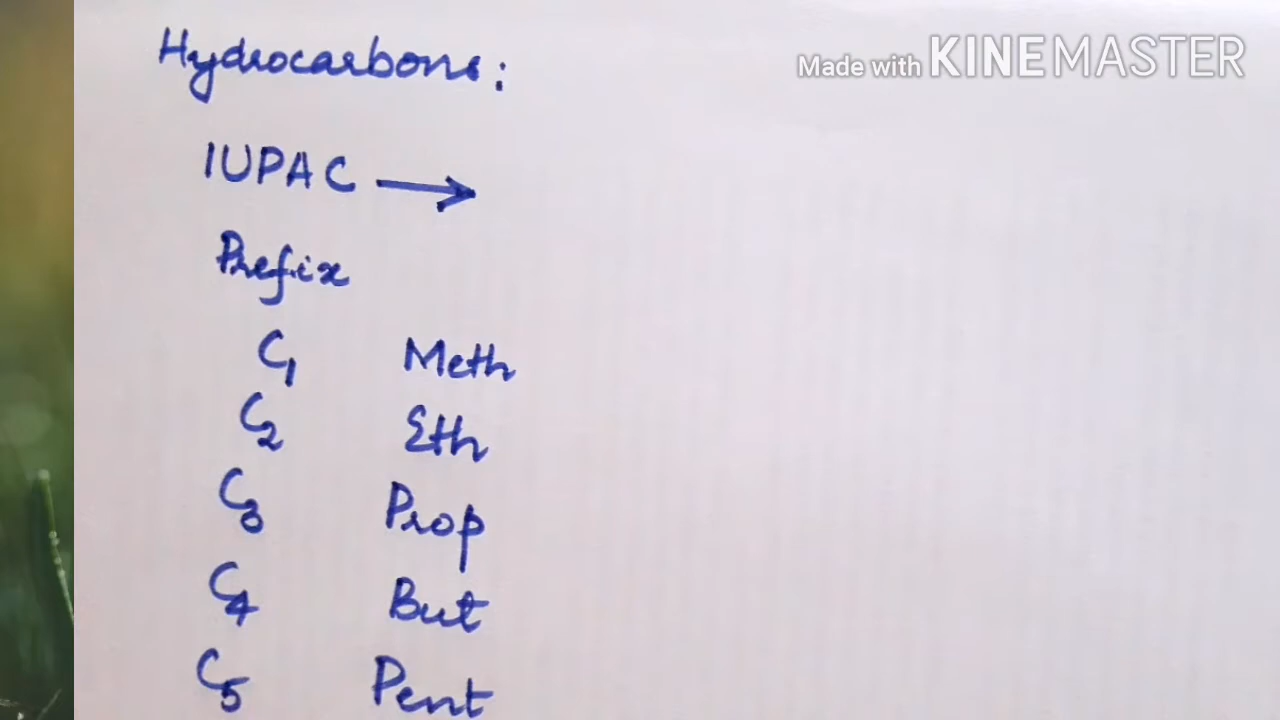 Hydrocarbons:
Made with KINEMASTER
IUPAC →
Prefix
C₁ Meth
C₂ Eth
C₃ Prop
C₄ But
C₅ Pent